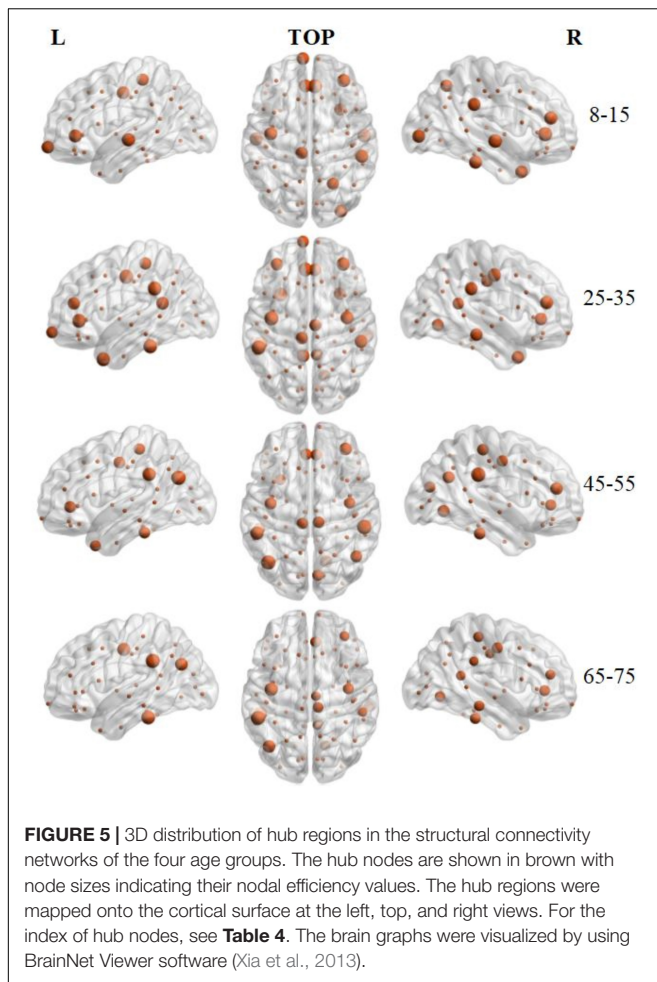 L TOP R
8-15
25-35
45-55
65-75
FIGURE 5 | 3D distribution of hub regions in the structural connectivity
networks of the four age groups. The hub nodes are shown in brown with
node sizes indicating their nodal efficiency values. The hub regions were
mapped onto the cortical surface at the left, top, and right views. For the
index of hub nodes, see Table 4. The brain graphs were visualized by using
BrainNet Viewer software (Xia et al., 2013).